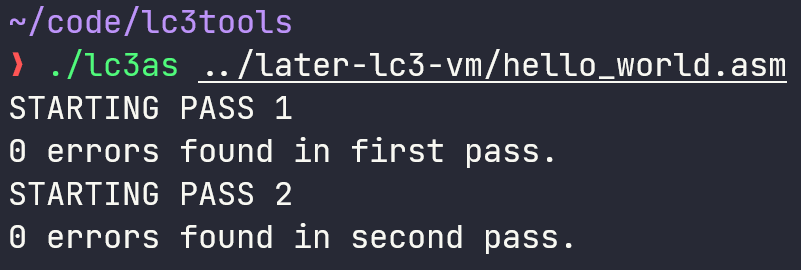 ~/code/lc3tools
❯ ./lc3as ../later-lc3-vm/hello_world.asm
STARTING PASS 1
0 errors found in first pass.
STARTING PASS 2
0 errors found in second pass.